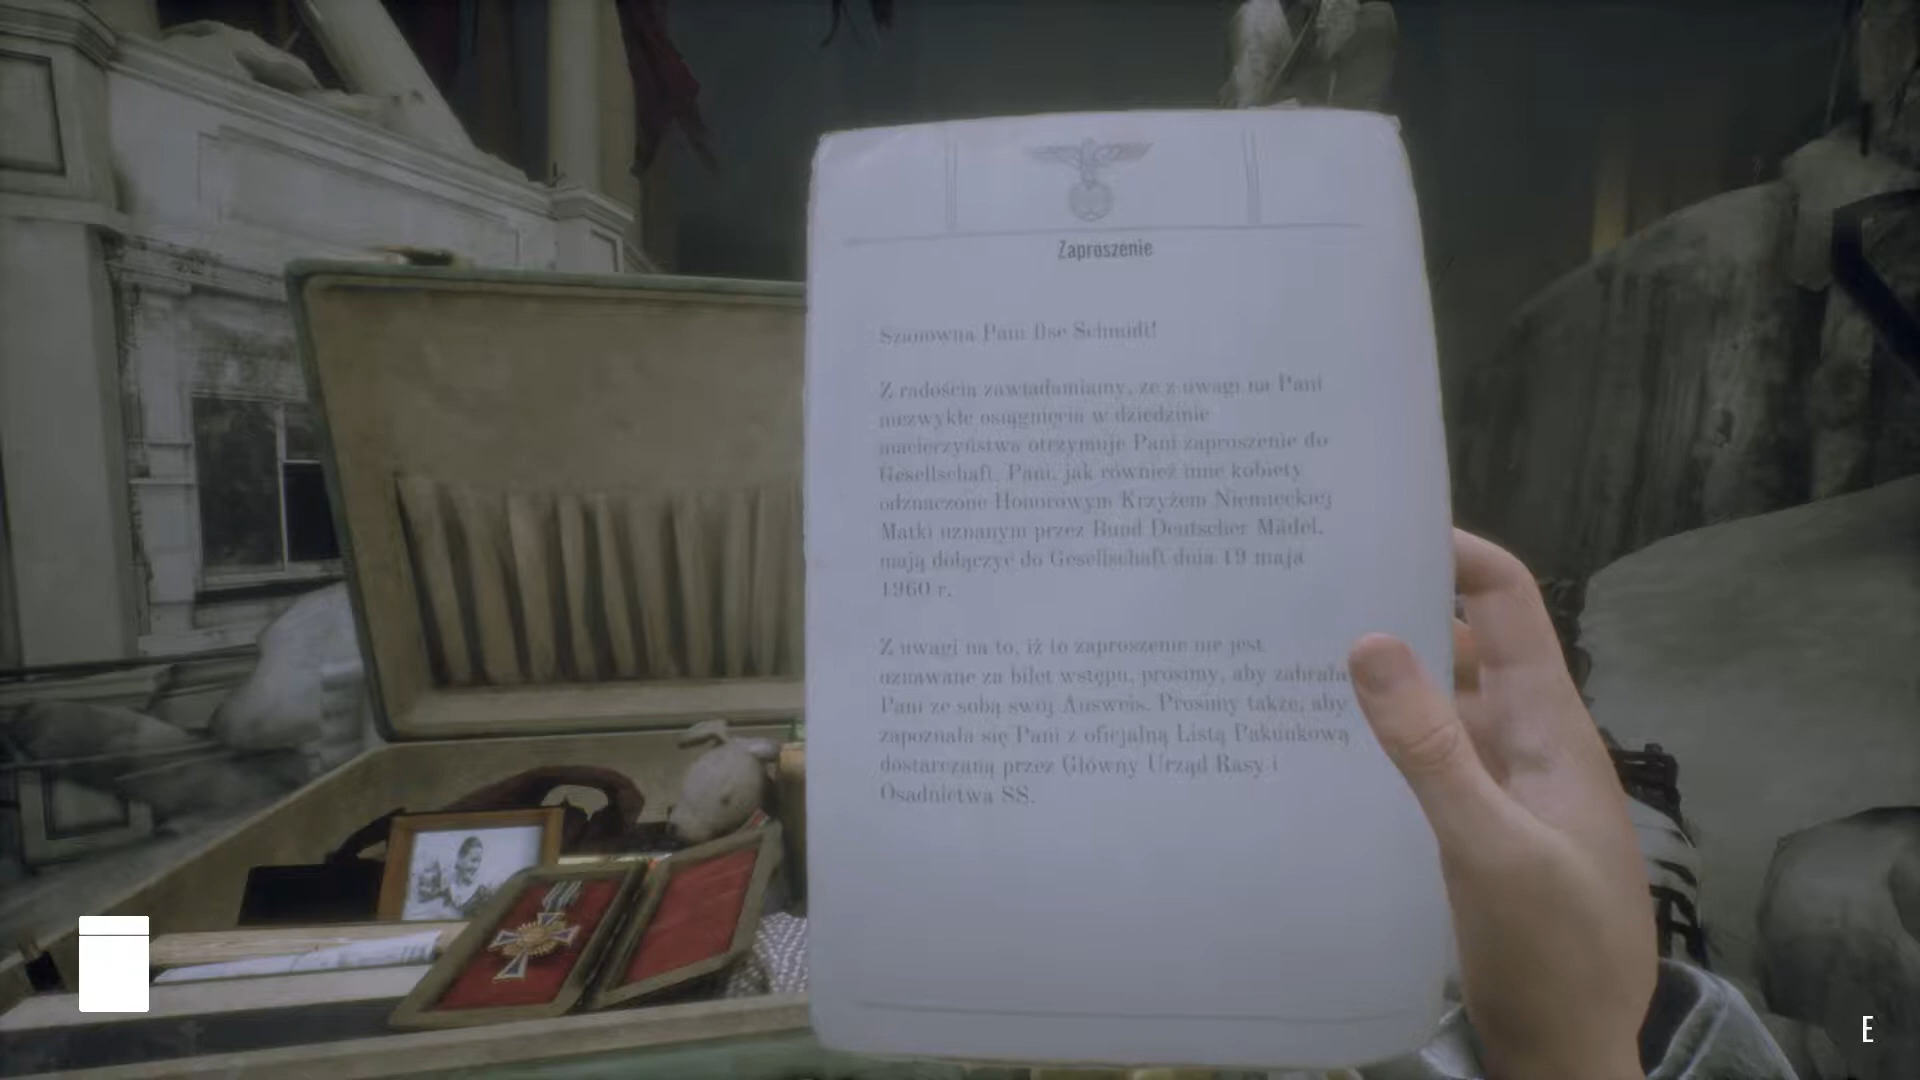 Zaproszenie
Szanowna Pani Ilse Schmidt!
Z radością zawiadamiamy, że z uwagi na Pani
niezwykłe osiągnięcia w dziedzinie
macierzyństwa otrzymuje Pani zaproszenie do
Gesellschaft. Pani, jak również inne kobiety
odznaczone Honorowym Krzyżem Niemieckiej
Matki uznanym przez Bund Deutscher Mädel,
mają dołączyć do Gesellschaft dnia 19 maja
1960 r.
Z uwagi na to, iż to zaproszenie nie jest
uznawane za bilet wstępu, prosimy, aby zabrała
Pani ze sobą swój Ausweis. Prosimy także, aby
zapoznała się Pani z oficjalną Listą Pakunkową
dostarczaną przez Główny Urząd Rasy i
Osadnictwa SS.
E